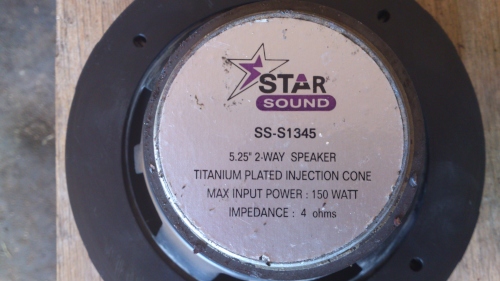 STAR
SOUND
SS-S1345
5.25" 2-WAY SPEAKER
TITANIUM PLATED INJECTION CONE
MAX INPUT POWER : 150 WATT
IMPEDANCE : 4 ohms